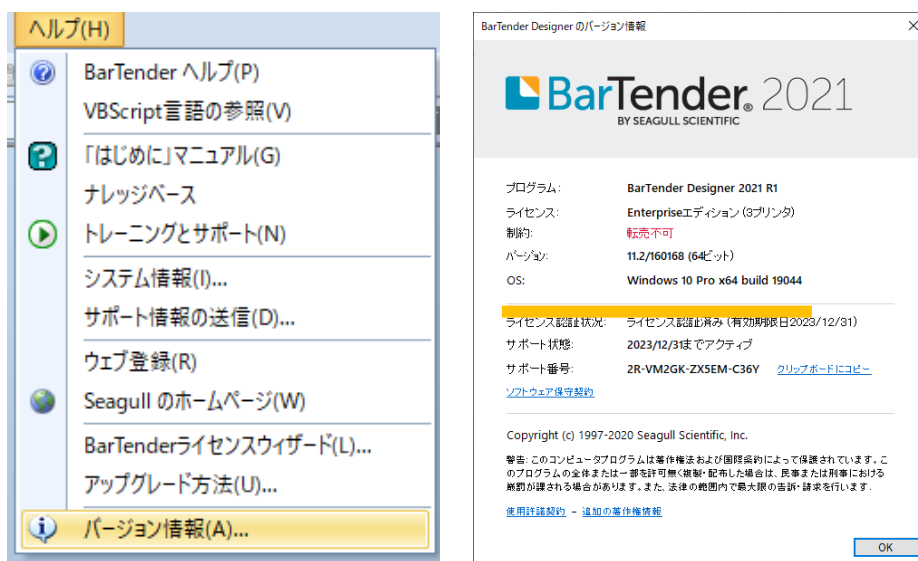 ヘルプ(H)
BarTender ヘルプ(P)
VBScript言語の参照(V)
「はじめに」マニュアル(G)
ナレッジベース
トレーニングとサポート(N)
システム情報(I)...
サポート情報の送信(D)...
ウェブ登録(R)
Seagull のホームページ(W)
BarTenderライセンスウィザード(L)...
アップグレード方法(U)...
バージョン情報(A)...
BarTender Designer のバージョン情報
BarTender® 2021
BY SEAGULL SCIENTIFIC
プログラム: BarTender Designer 2021 R1
ライセンス: Enterpriseエディション (3プリンタ)
制約: 転売不可
バージョン: 11.2/160168 (64ビット)
OS: Windows 10 Pro x64 build 19044
ライセンス認証状況: ライセンス認証済み (有効期限日2023/12/31)
サポート状態: 2023/12/31までアクティブ
サポート番号: 2R-VM2GK-ZX5EM-C36Y クリップボードにコピー
ソフトウェア保守契約
Copyright (c) 1997-2020 Seagull Scientific, Inc.
警告: このコンピュータプログラムは著作権法および国際条約によって保護されています。こ
のプログラムの全体または一部を許可無く複製・配布した場合は、民事または刑事における
厳罰が課される場合があります。また、法律の範囲内で最大限の告訴・請求を行います.
使用許諾契約 - 追加の著作権情報
OK